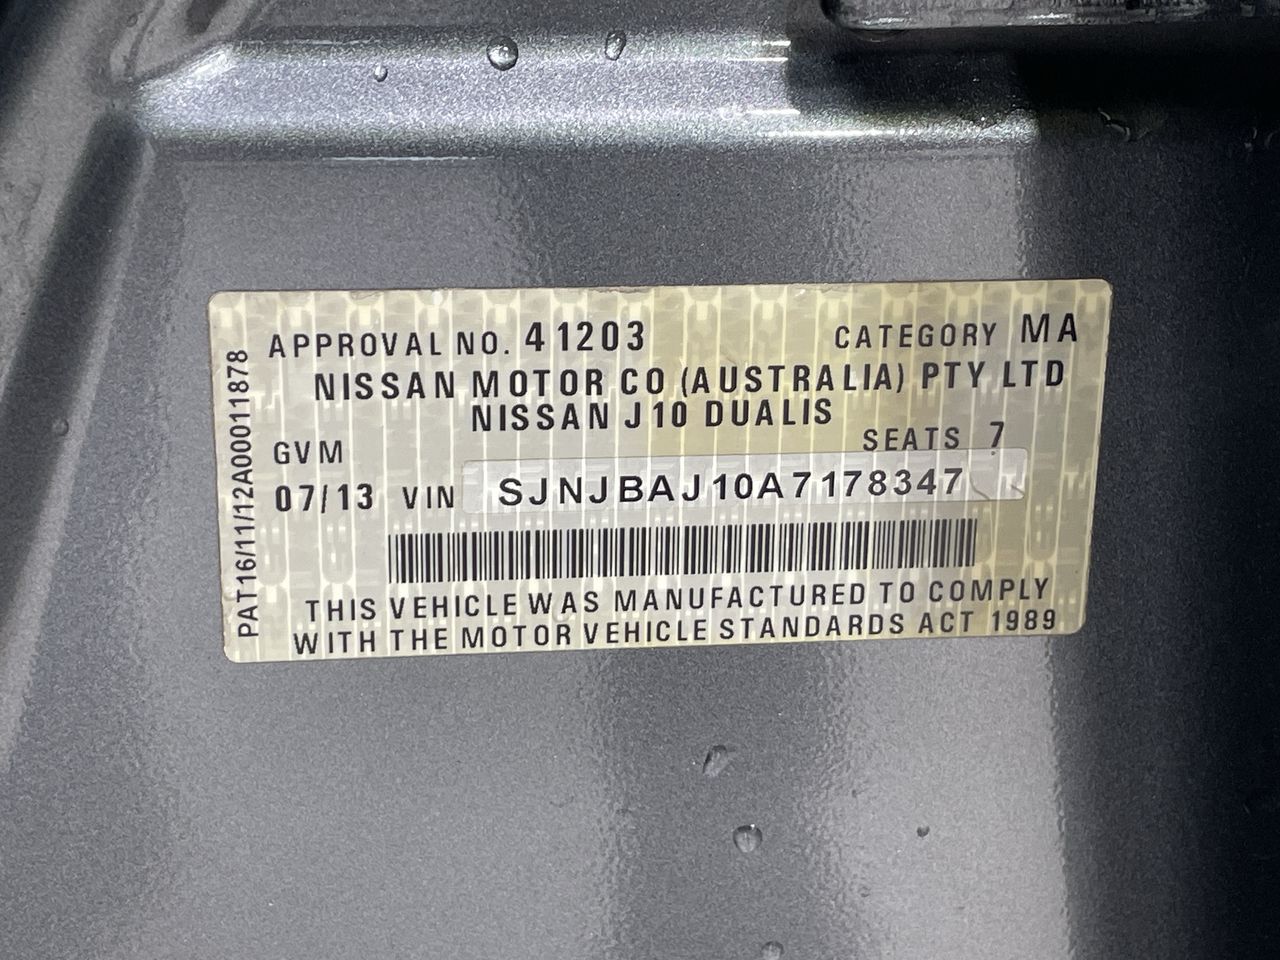 APPROVAL NO. 41203 CATEGORY MA
NISSAN MOTOR CO (AUSTRALIA) PTY LTD
NISSAN J10 DUALIS
GVM SEATS 7
07/13 VIN SJNJBAJ10A7178347
THIS VEHICLE WAS MANUFACTURED TO COMPLY
WITH THE MOTOR VEHICLE STANDARDS ACT 1989
PAT16/11/12A00011878